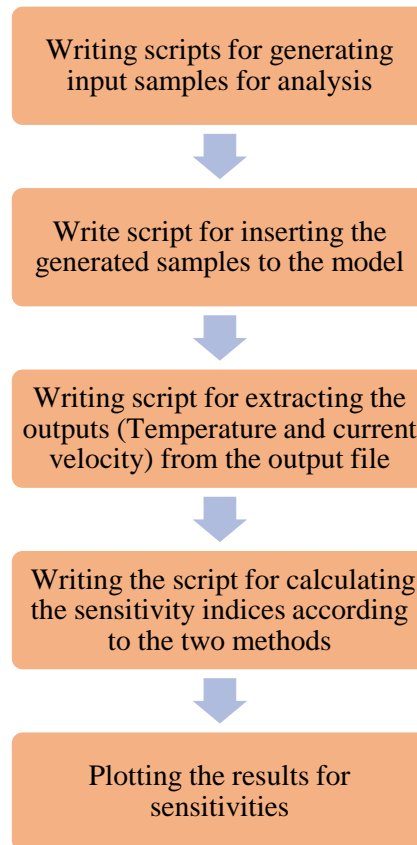 Writing scripts for generating
input samples for analysis
Write script for inserting the
generated samples to the model
Writing script for extracting the
outputs (Temperature and current
velocity) from the output file
Writing the script for calculating
the sensitivity indices according
to the two methods
Plotting the results for
sensitivities